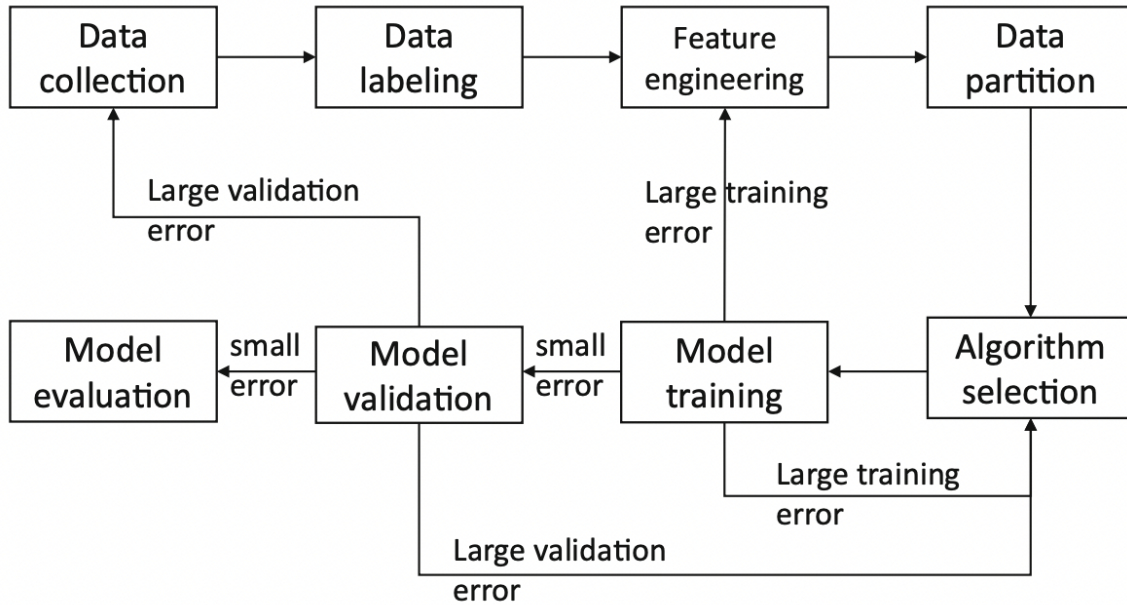 Data
collection
Data
labeling
Feature
engineering
Data
partition
Large validation
error
Large training
error
Model
evaluation
small
error
Model
validation
small
error
Model
training
Algorithm
selection
Large training
error
Large validation
error